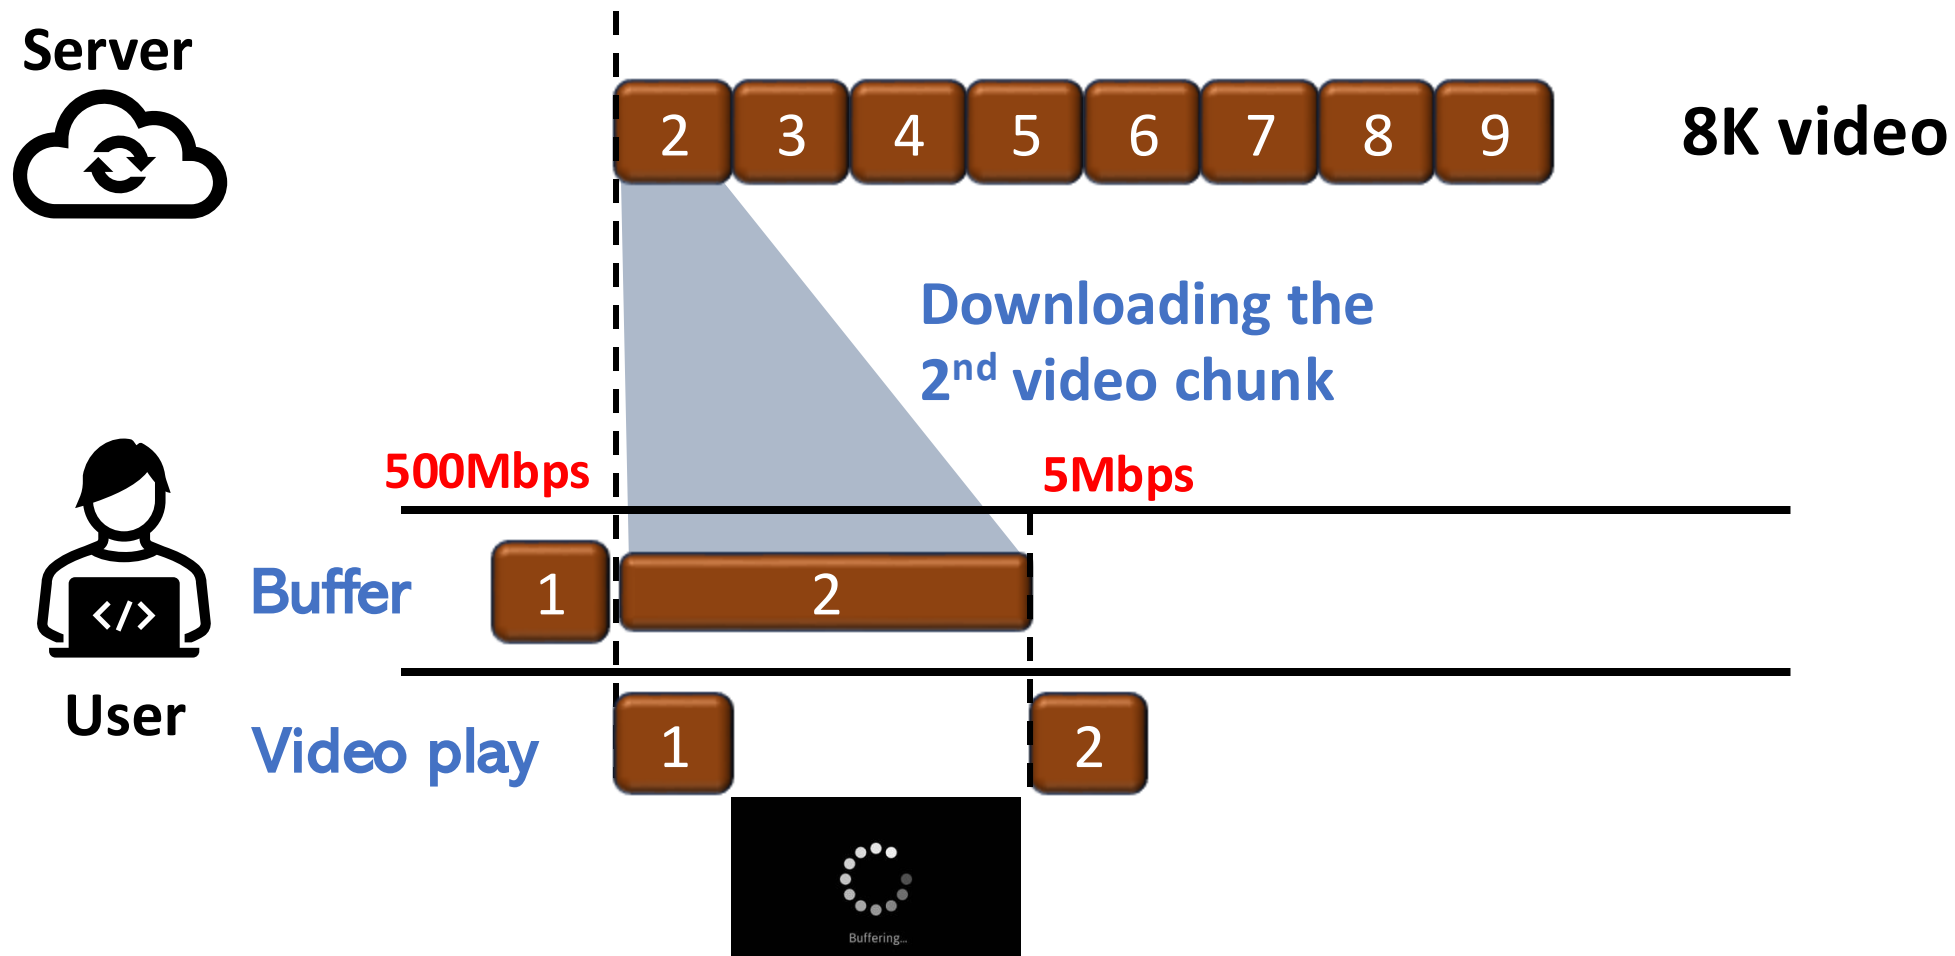 Server
2 3 4 5 6 7 8 9
8K video
Downloading the
2nd video chunk
500Mbps
5Mbps
Buffer
1
2
</>
User
Video play
1
2
Buffering...